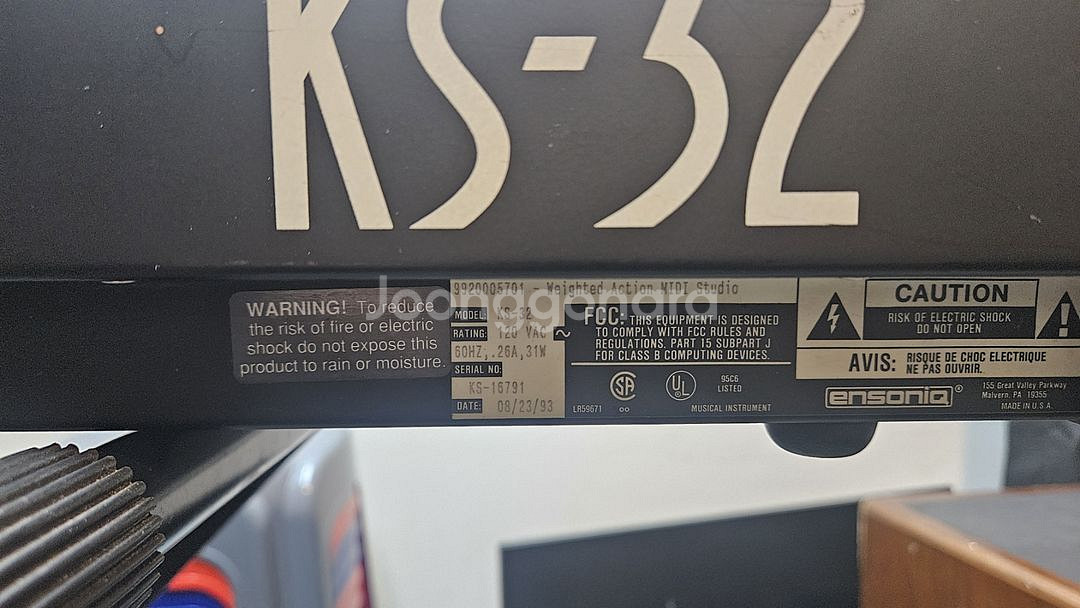 KS-32
WARNING! To reduce
the risk of fire or electric
shock do not expose this
product to rain or moisture.
Joonggonara
9920005701 - Weighted Action MIDI Studio
MODEL: KS-32
RATING: 120 VAC ~
60HZ, .26A, 31W
SERIAL NO:
KS-16791
DATE: 08/23/93
FCC: THIS EQUIPMENT IS DESIGNED
TO COMPLY WITH FCC RULES AND
REGULATIONS. PART 15 SUBPART J
FOR CLASS B COMPUTING DEVICES.
SA
LR59671
UL
95C6
LISTED
MUSICAL INSTRUMENT
CAUTION
RISK OF ELECTRIC SHOCK
DO NOT OPEN
!
AVIS: RISQUE DE CHOC ELECTRIQUE
NE PAS OUVRIR.
ensoniq®
155 Great Valley Parkway
Malvern, PA 19355
MADE IN U.S.A.